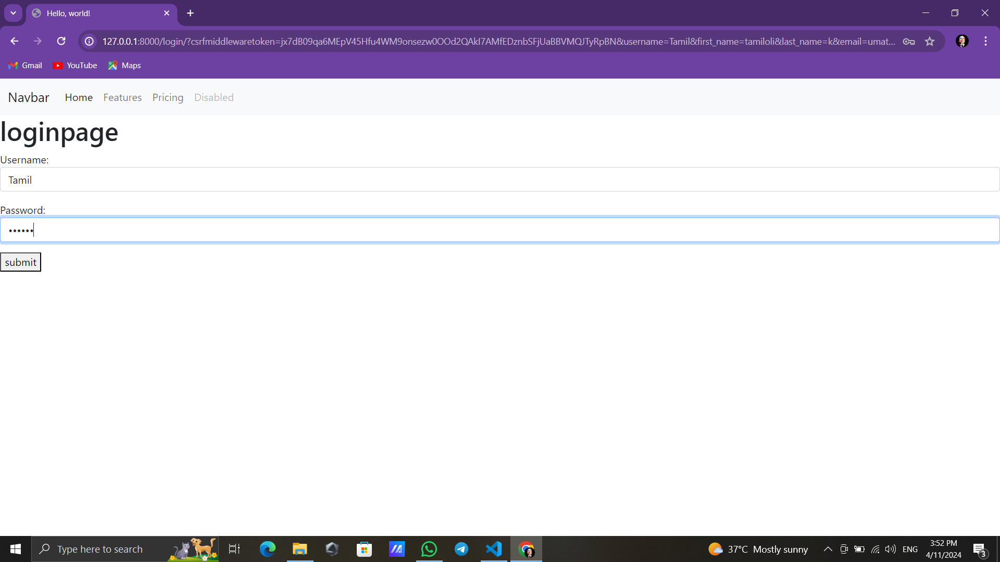 Hello, world!
127.0.0.1:8000/login/?csrfmiddlewaretoken=jx7dB09qa6MEpV45Hfu4WM9onsezw0OOd2QAkI7AMfEDznbSFjUaBBVMQJTyRpBN&username=Tamil&first_name=tamiloli&last_name=k&email=umat...
Gmail YouTube Maps
Navbar Home Features Pricing Disabled
loginpage
Username:
Tamil
Password:
••••••
submit
Type here to search
37°C Mostly sunny
ENG
3:52 PM
4/11/2024
3